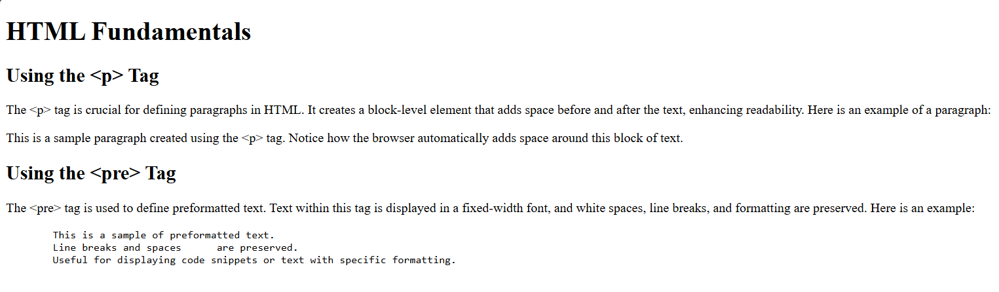 HTML Fundamentals
Using the <p> Tag
The <p> tag is crucial for defining paragraphs in HTML. It creates a block-level element that adds space before and after the text, enhancing readability. Here is an example of a paragraph:
This is a sample paragraph created using the <p> tag. Notice how the browser automatically adds space around this block of text.
Using the <pre> Tag
The <pre> tag is used to define preformatted text. Text within this tag is displayed in a fixed-width font, and white spaces, line breaks, and formatting are preserved. Here is an example:
        This is a sample of preformatted text.
        Line breaks and spaces      are preserved.
        Useful for displaying code snippets or text with specific formatting.